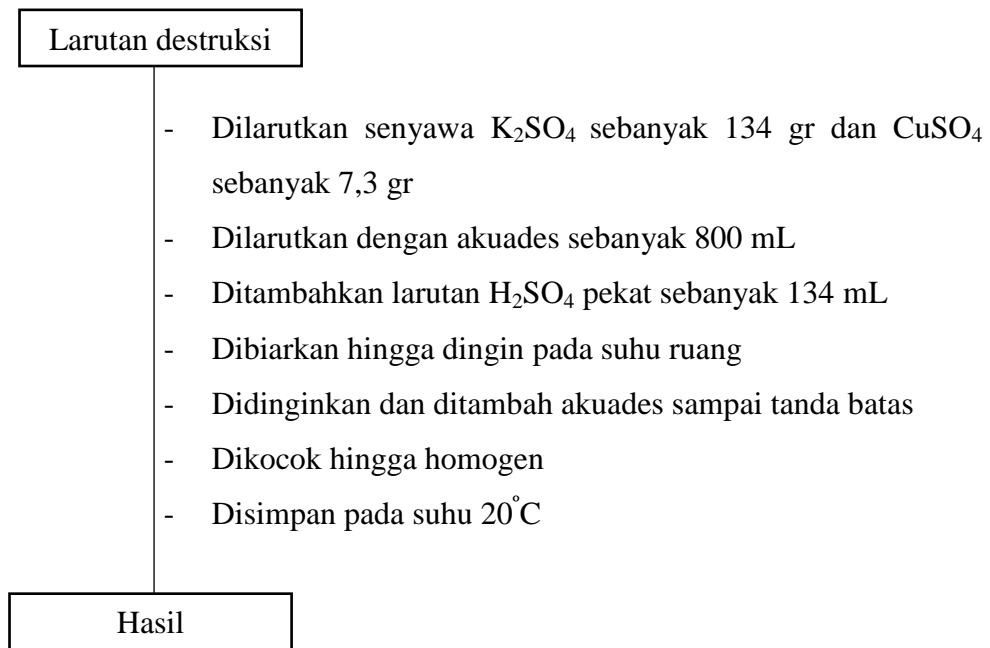 Larutan destruksi
- Dilarutkan senyawa K₂SO₄ sebanyak 134 gr dan CuSO₄
sebanyak 7,3 gr
- Dilarutkan dengan akuades sebanyak 800 mL
- Ditambahkan larutan H₂SO₄ pekat sebanyak 134 mL
- Dibiarkan hingga dingin pada suhu ruang
- Didinginkan dan ditambah akuades sampai tanda batas
- Dikocok hingga homogen
- Disimpan pada suhu 20°C
Hasil